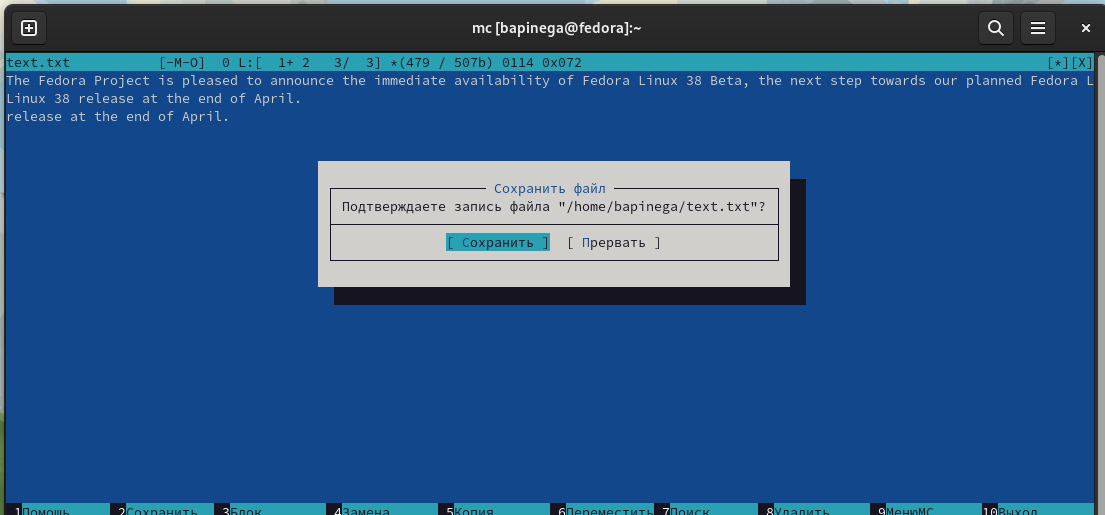 mc [bapinega@fedora]:~
text.txt [-M-O] 0 L:[ 1+ 2 3/ 3] *(479 / 507b) 0114 0x072 [*][X]
The Fedora Project is pleased to announce the immediate availability of Fedora Linux 38 Beta, the next step towards our planned Fedora L
Linux 38 release at the end of April.
release at the end of April.
Сохранить файл
Подтверждаете запись файла "/home/bapinega/text.txt"?
[ Сохранить ] [ Прервать ]
1Помощь 2Сохранить 3Блок 4Замена 5Копия 6Переместить 7Поиск 8Удалить 9МенюMC 10Выход